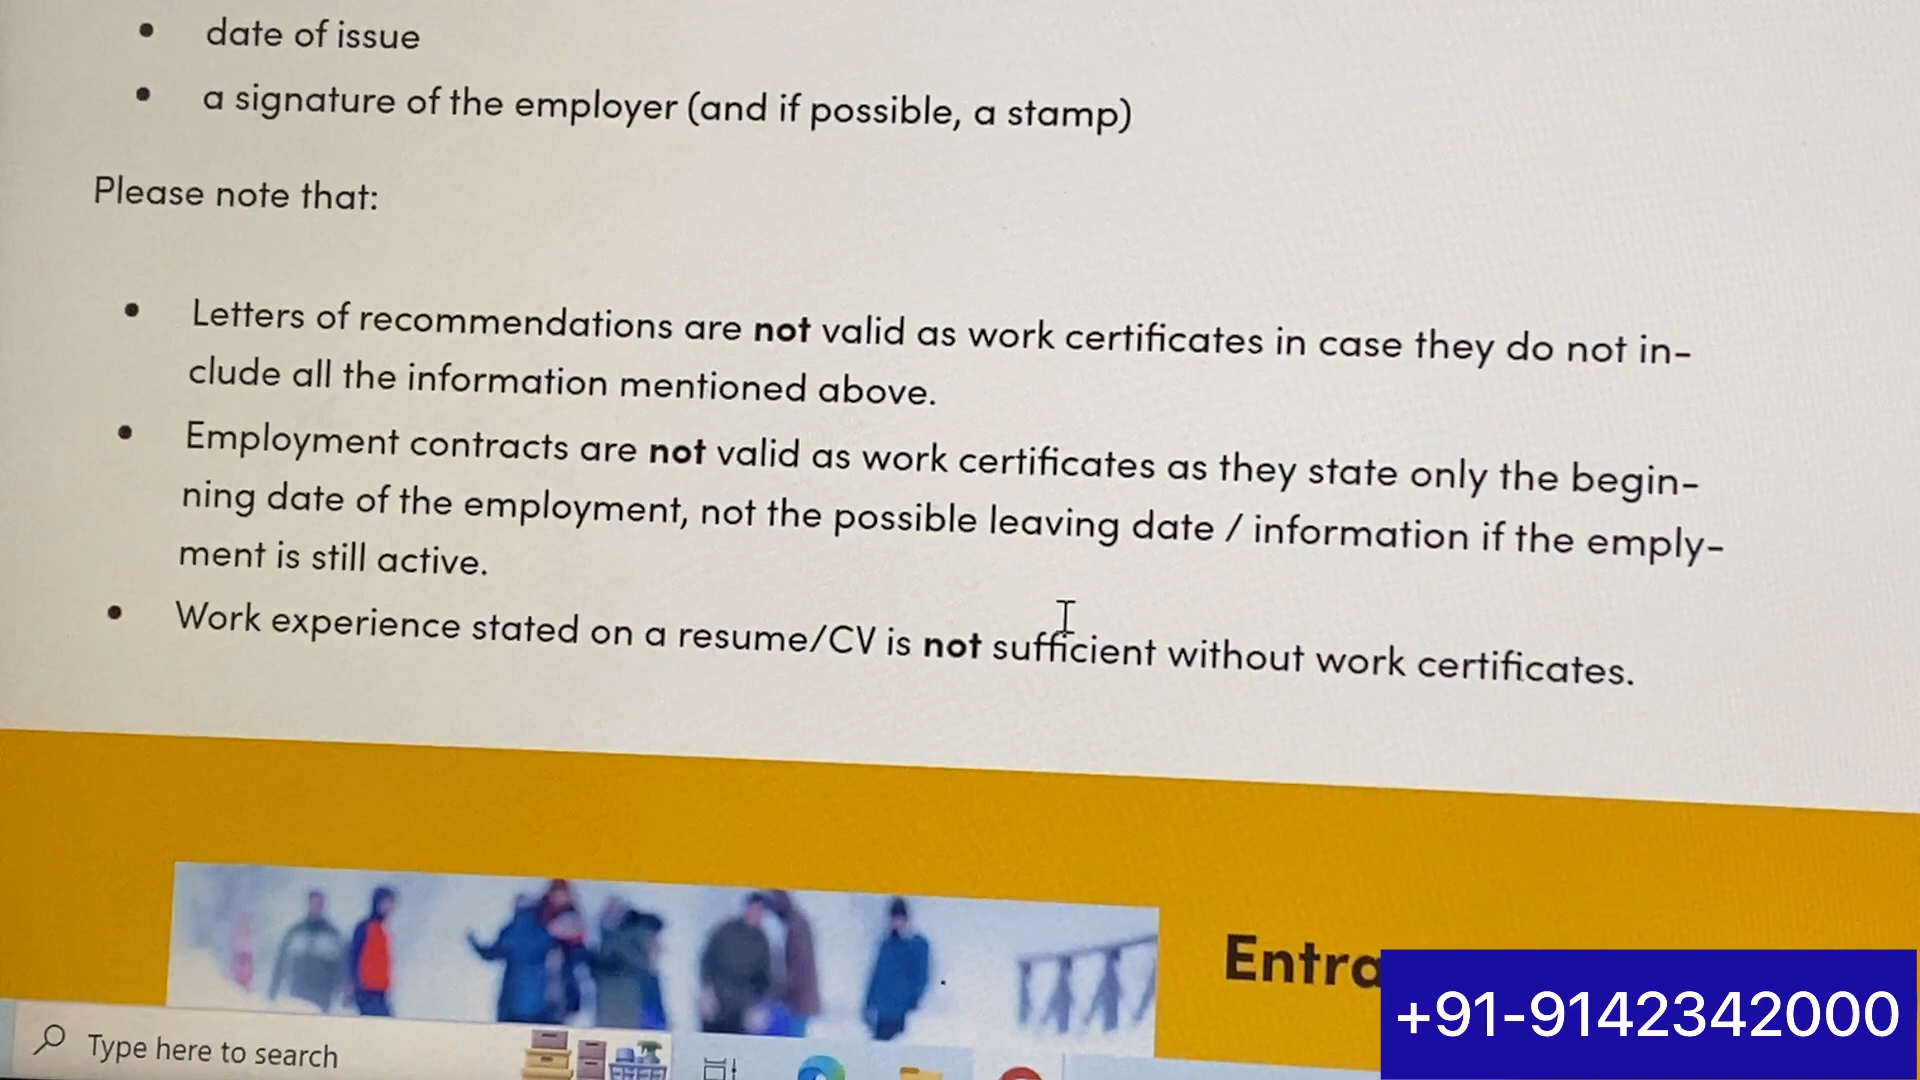 date of issue
a signature of the employer (and if possible, a stamp)
Please note that:
Letters of recommendations are not valid as work certificates in case they do not in-
clude all the information mentioned above.
Employment contracts are not valid as work certificates as they state only the begin-
ning date of the employment, not the possible leaving date / information if the emply-
ment is still active.
Work experience stated on a resume/CV is not sufficient without work certificates.
+91-9142342000
Type here to search